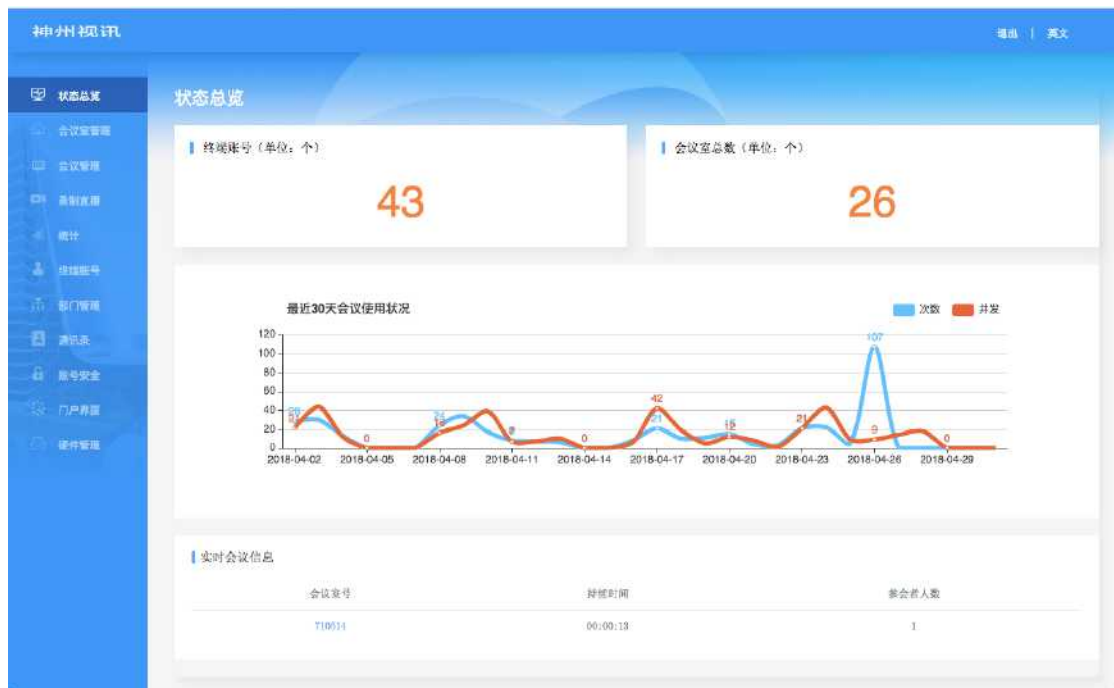 神州视讯
退出 | 英文
状态总览
会议室管理
会议管理
录制直播
统计
终端账号
部门管理
通讯录
账号安全
门户界面
硬件管理
状态总览
终端账号（单位：个）
43
会议室总数（单位：个）
26
最近30天会议使用状况
次数 并发
120
100
80
60
40
20
0
107
42
24
21
21
16
12
9
0
0
0
2018-04-02 2018-04-05 2018-04-08 2018-04-11 2018-04-14 2018-04-17 2018-04-20 2018-04-23 2018-04-26 2018-04-29
实时会议信息
会议室号 持续时间 参会者人数
710614 00:00:13 1